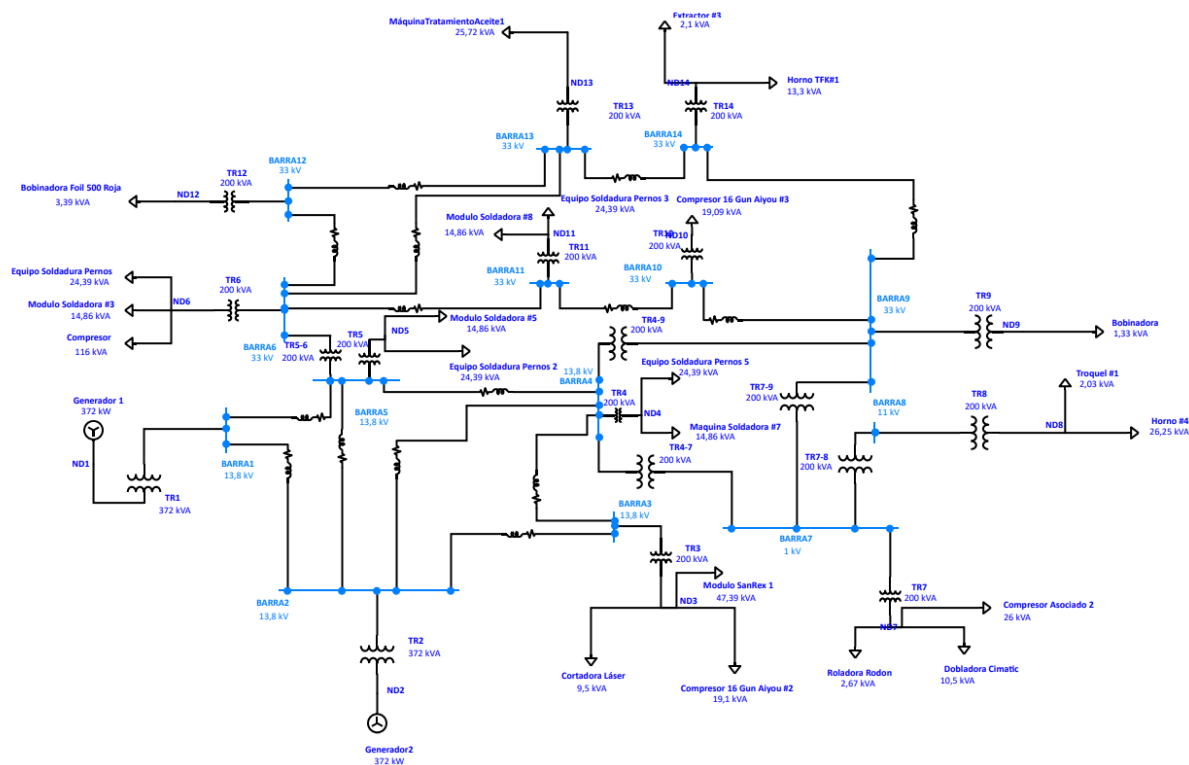 Extractor #3
2,1 kVA
MáquinaTratamientoAceite1
25,72 kVA
ND13
ND14
Horno TFK#1
13,3 kVA
TR13
200 kVA
TR14
200 kVA
BARRA13
33 kV
BARRA14
33 kV
BARRA12
33 kV
TR12
200 kVA
Bobinadora Foil 500 Roja
3,39 kVA
ND12
Equipo Soldadura Pernos 3
24,39 kVA
Compresor 16 Gun Aiyou #3
19,09 kVA
Modulo Soldadora #8
14,86 kVA
ND11
TR11
200 kVA
TR10
ND10
200 kVA
BARRA11
33 kV
BARRA10
33 kV
Equipo Soldadura Pernos
24,39 kVA
TR6
200 kVA
Modulo Soldadora #3
14,86 kVA
ND6
Compresor
116 kVA
BARRA9
33 kV
TR9
200 kVA
ND9
Bobinadora
1,33 kVA
Modulo Soldadora #5
14,86 kVA
ND5
TR5
200 kVA
TR4-9
200 kVA
BARRA6
33 kV
TR5-6
200 kVA
Equipo Soldadura Pernos 2
24,39 kVA
13,8 kV
BARRA4
Equipo Soldadura Pernos 5
24,39 kVA
TR4
200 kVA
ND4
Maquina Soldadora #7
14,86 kVA
TR7-9
200 kVA
Troquel #1
2,03 kVA
BARRA8
11 kV
TR8
200 kVA
ND8
Horno #4
26,25 kVA
Generador 1
372 kW
BARRA5
13,8 kV
TR4-7
200 kVA
TR7-8
200 kVA
ND1
BARRA1
13,8 kV
TR1
372 kVA
BARRA3
13,8 kV
BARRA7
1 kV
TR3
200 kVA
Modulo SanRex 1
47,39 kVA
ND3
BARRA2
13,8 kV
TR7
200 kVA
Compresor Asociado 2
26 kVA
ND7
TR2
372 kVA
ND2
Cortadora Láser
9,5 kVA
Compresor 16 Gun Aiyou #2
19,1 kVA
Roladora Rodon
2,67 kVA
Dobladora Cimatic
10,5 kVA
Generador2
372 kW